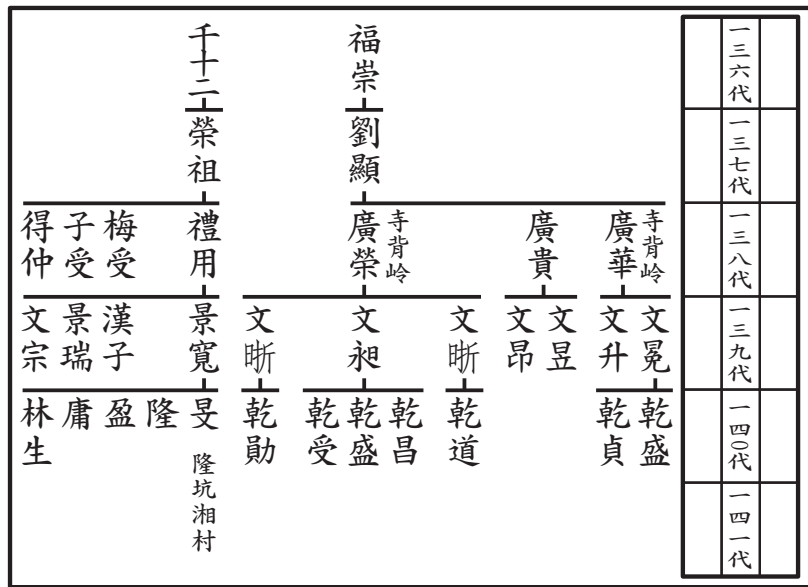 一三六代
福崇
千十二
一三七代
劉顯
榮祖
一三八代
寺背岭
廣華
廣貴
寺背岭
廣榮
禮用
梅受
子受
得仲
一三九代
文冕
文升
文昱
文昂
文晣
文昶
文晣
景寬
漢子
景瑞
文宗
一四〇代
乾盛
乾貞
乾道
乾昌
乾盛
乾受
乾勛
旻
隆坑湘村
隆
盈
庸
林生
一四一代